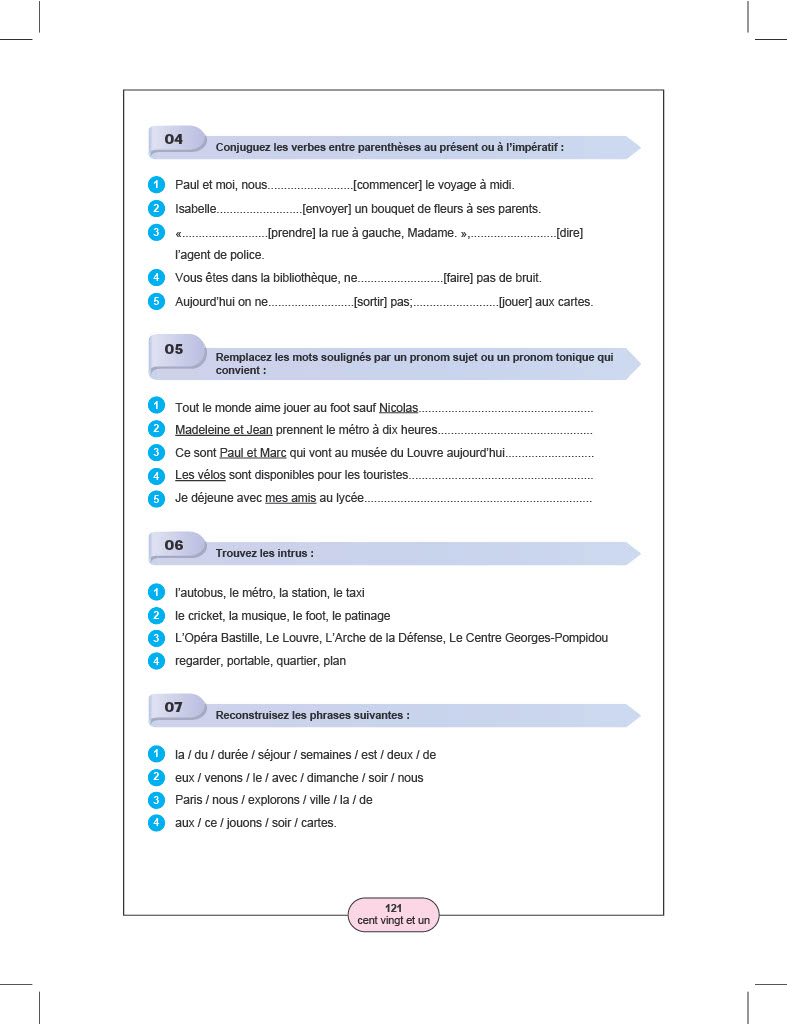 04
Conjuguez les verbes entre parenthèses au présent ou à l'impératif :
1 Paul et moi, nous..........................[commencer] le voyage à midi.
2 Isabelle..........................[envoyer] un bouquet de fleurs à ses parents.
3 «..........................[prendre] la rue à gauche, Madame. »,..........................[dire]
l'agent de police.
4 Vous êtes dans la bibliothèque, ne..........................[faire] pas de bruit.
5 Aujourd'hui on ne..........................[sortir] pas;..........................[jouer] aux cartes.
05
Remplacez les mots soulignés par un pronom sujet ou un pronom tonique qui
convient :
1 Tout le monde aime jouer au foot sauf Nicolas.....................................................
2 Madeleine et Jean prennent le métro à dix heures...............................................
3 Ce sont Paul et Marc qui vont au musée du Louvre aujourd'hui...........................
4 Les vélos sont disponibles pour les touristes........................................................
5 Je déjeune avec mes amis au lycée.....................................................................
06
Trouvez les intrus :
1 l'autobus, le métro, la station, le taxi
2 le cricket, la musique, le foot, le patinage
3 L'Opéra Bastille, Le Louvre, L'Arche de la Défense, Le Centre Georges-Pompidou
4 regarder, portable, quartier, plan
07
Reconstruisez les phrases suivantes :
1 la / du / durée / séjour / semaines / est / deux / de
2 eux / venons / le / avec / dimanche / soir / nous
3 Paris / nous / explorons / ville / la / de
4 aux / ce / jouons / soir / cartes.
121
cent vingt et un